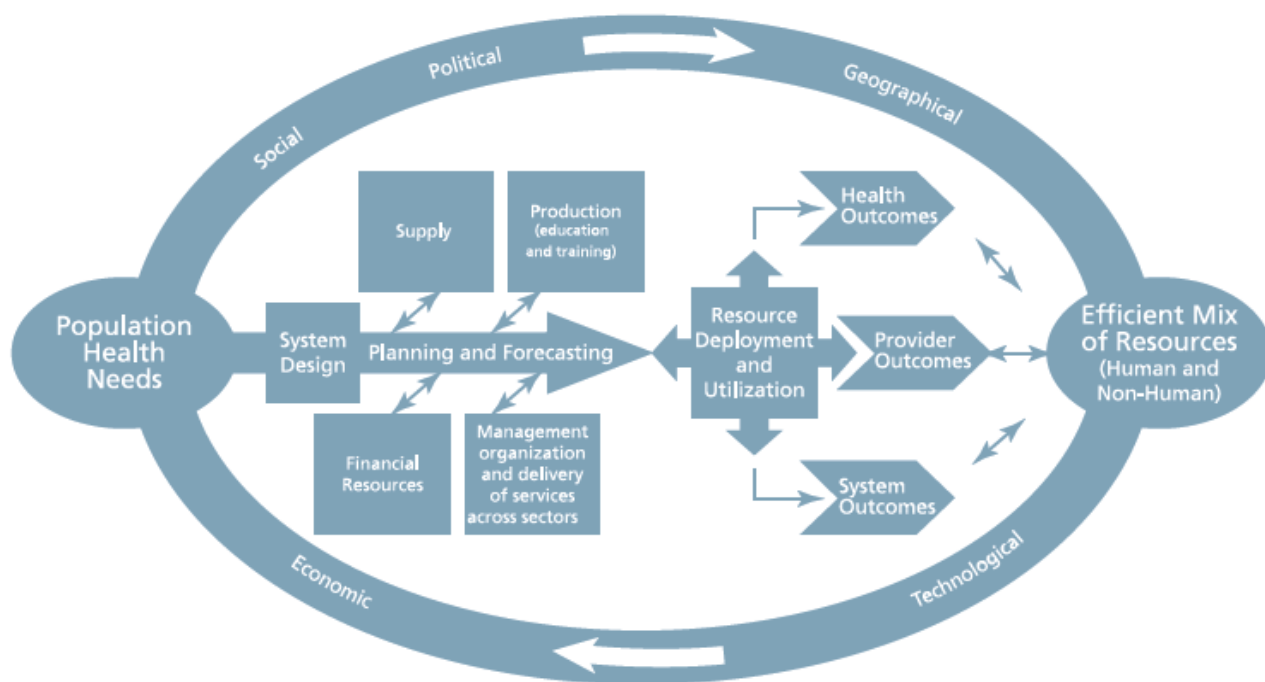 Political
Geographical
Social
Supply
Production
(education
and training)
Health
Outcomes
Population
Health
Needs
System
Design
Planning and Forecasting
Resource
Deployment
and
Utilization
Provider
Outcomes
Efficient Mix
of Resources
(Human and
Non-Human)
Financial
Resources
Management
organization
and delivery
of services
across sectors
System
Outcomes
Economic
Technological